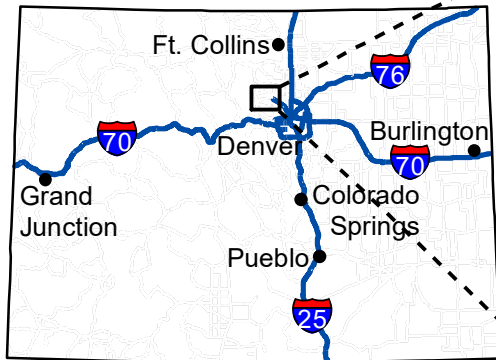 Ft. Collins
76
70
Denver
Burlington
70
Grand
Junction
Colorado
Springs
Pueblo
25